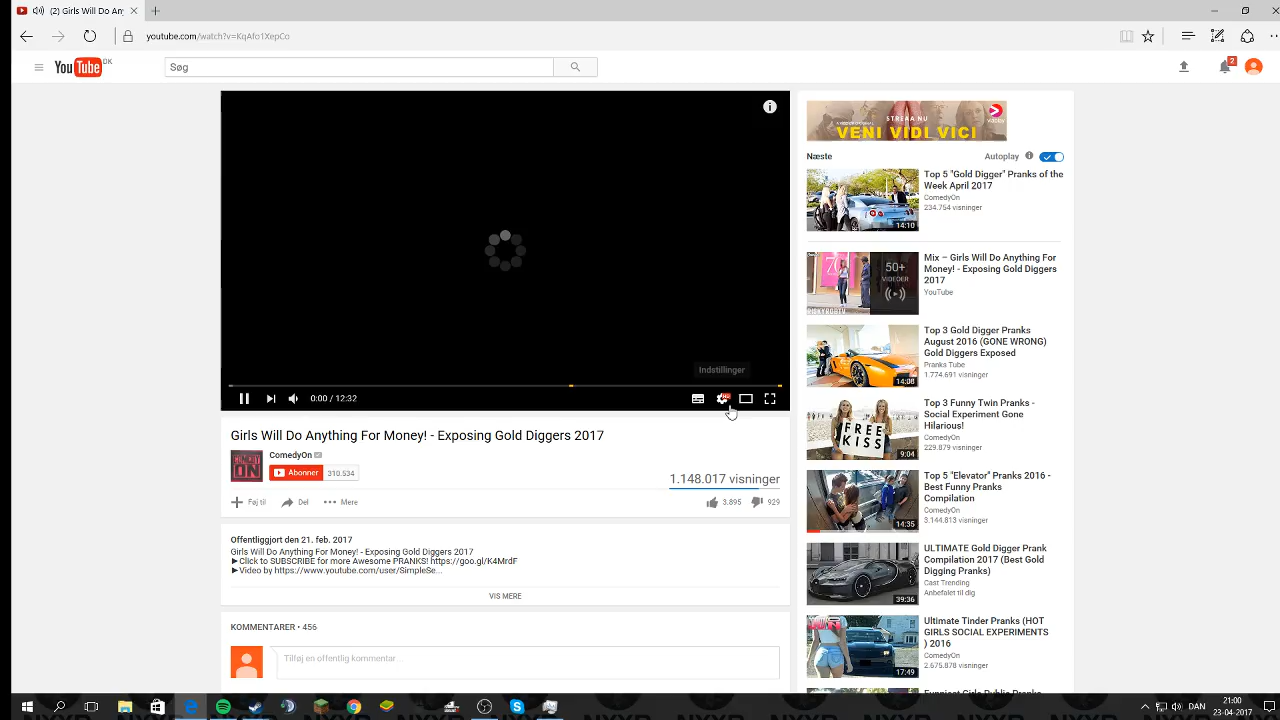 (2) Girls Will Do Any
youtube.com/watch?v=KqAfo1XepCo
YouTube DK
Søg
2
STREAM NU
viaplay
VENI VIDI VICI
Næste
Autoplay
Top 5 "Gold Digger" Pranks of the
Week April 2017
ComedyOn
234.754 visninger
14:10
Mix – Girls Will Do Anything For
Money! - Exposing Gold Diggers
2017
YouTube
50+
VIDEOER
Top 3 Gold Digger Pranks
August 2016 (GONE WRONG)
Gold Diggers Exposed
Pranks Tube
1.774.691 visninger
14:08
Indstillinger
0:00 / 12:32
HD
Top 3 Funny Twin Pranks -
Social Experiment Gone
Hilarious!
ComedyOn
229.879 visninger
FREE
KISS
9:04
Girls Will Do Anything For Money! - Exposing Gold Diggers 2017
COMEDY
ON
ComedyOn
Abonner
310.534
1.148.017 visninger
Føj til
Del
Mere
3.895
929
Top 5 "Elevator" Pranks 2016 -
Best Funny Pranks
Compilation
ComedyOn
3.144.813 visninger
14:35
Offentliggjort den 21. feb. 2017
Girls Will Do Anything For Money! - Exposing Gold Diggers 2017
►Click to SUBSCRIBE for more Awesome PRANKS! https://goo.gl/K4MrdF
►Video by https://www.youtube.com/user/SimpleSe...
VIS MERE
ULTIMATE Gold Digger Prank
Compilation 2017 (Best Gold
Digging Pranks)
Cast Trending
Anbefalet til dig
39:36
KOMMENTARER • 456
Tilføj en offentlig kommentar...
Ultimate Tinder Pranks (HOT
GIRLS SOCIAL EXPERIMENTS
) 2016
ComedyOn
2.675.878 visninger
17:49
Funniest Girls Public Pranks
DAN
21:00
23-04-2017